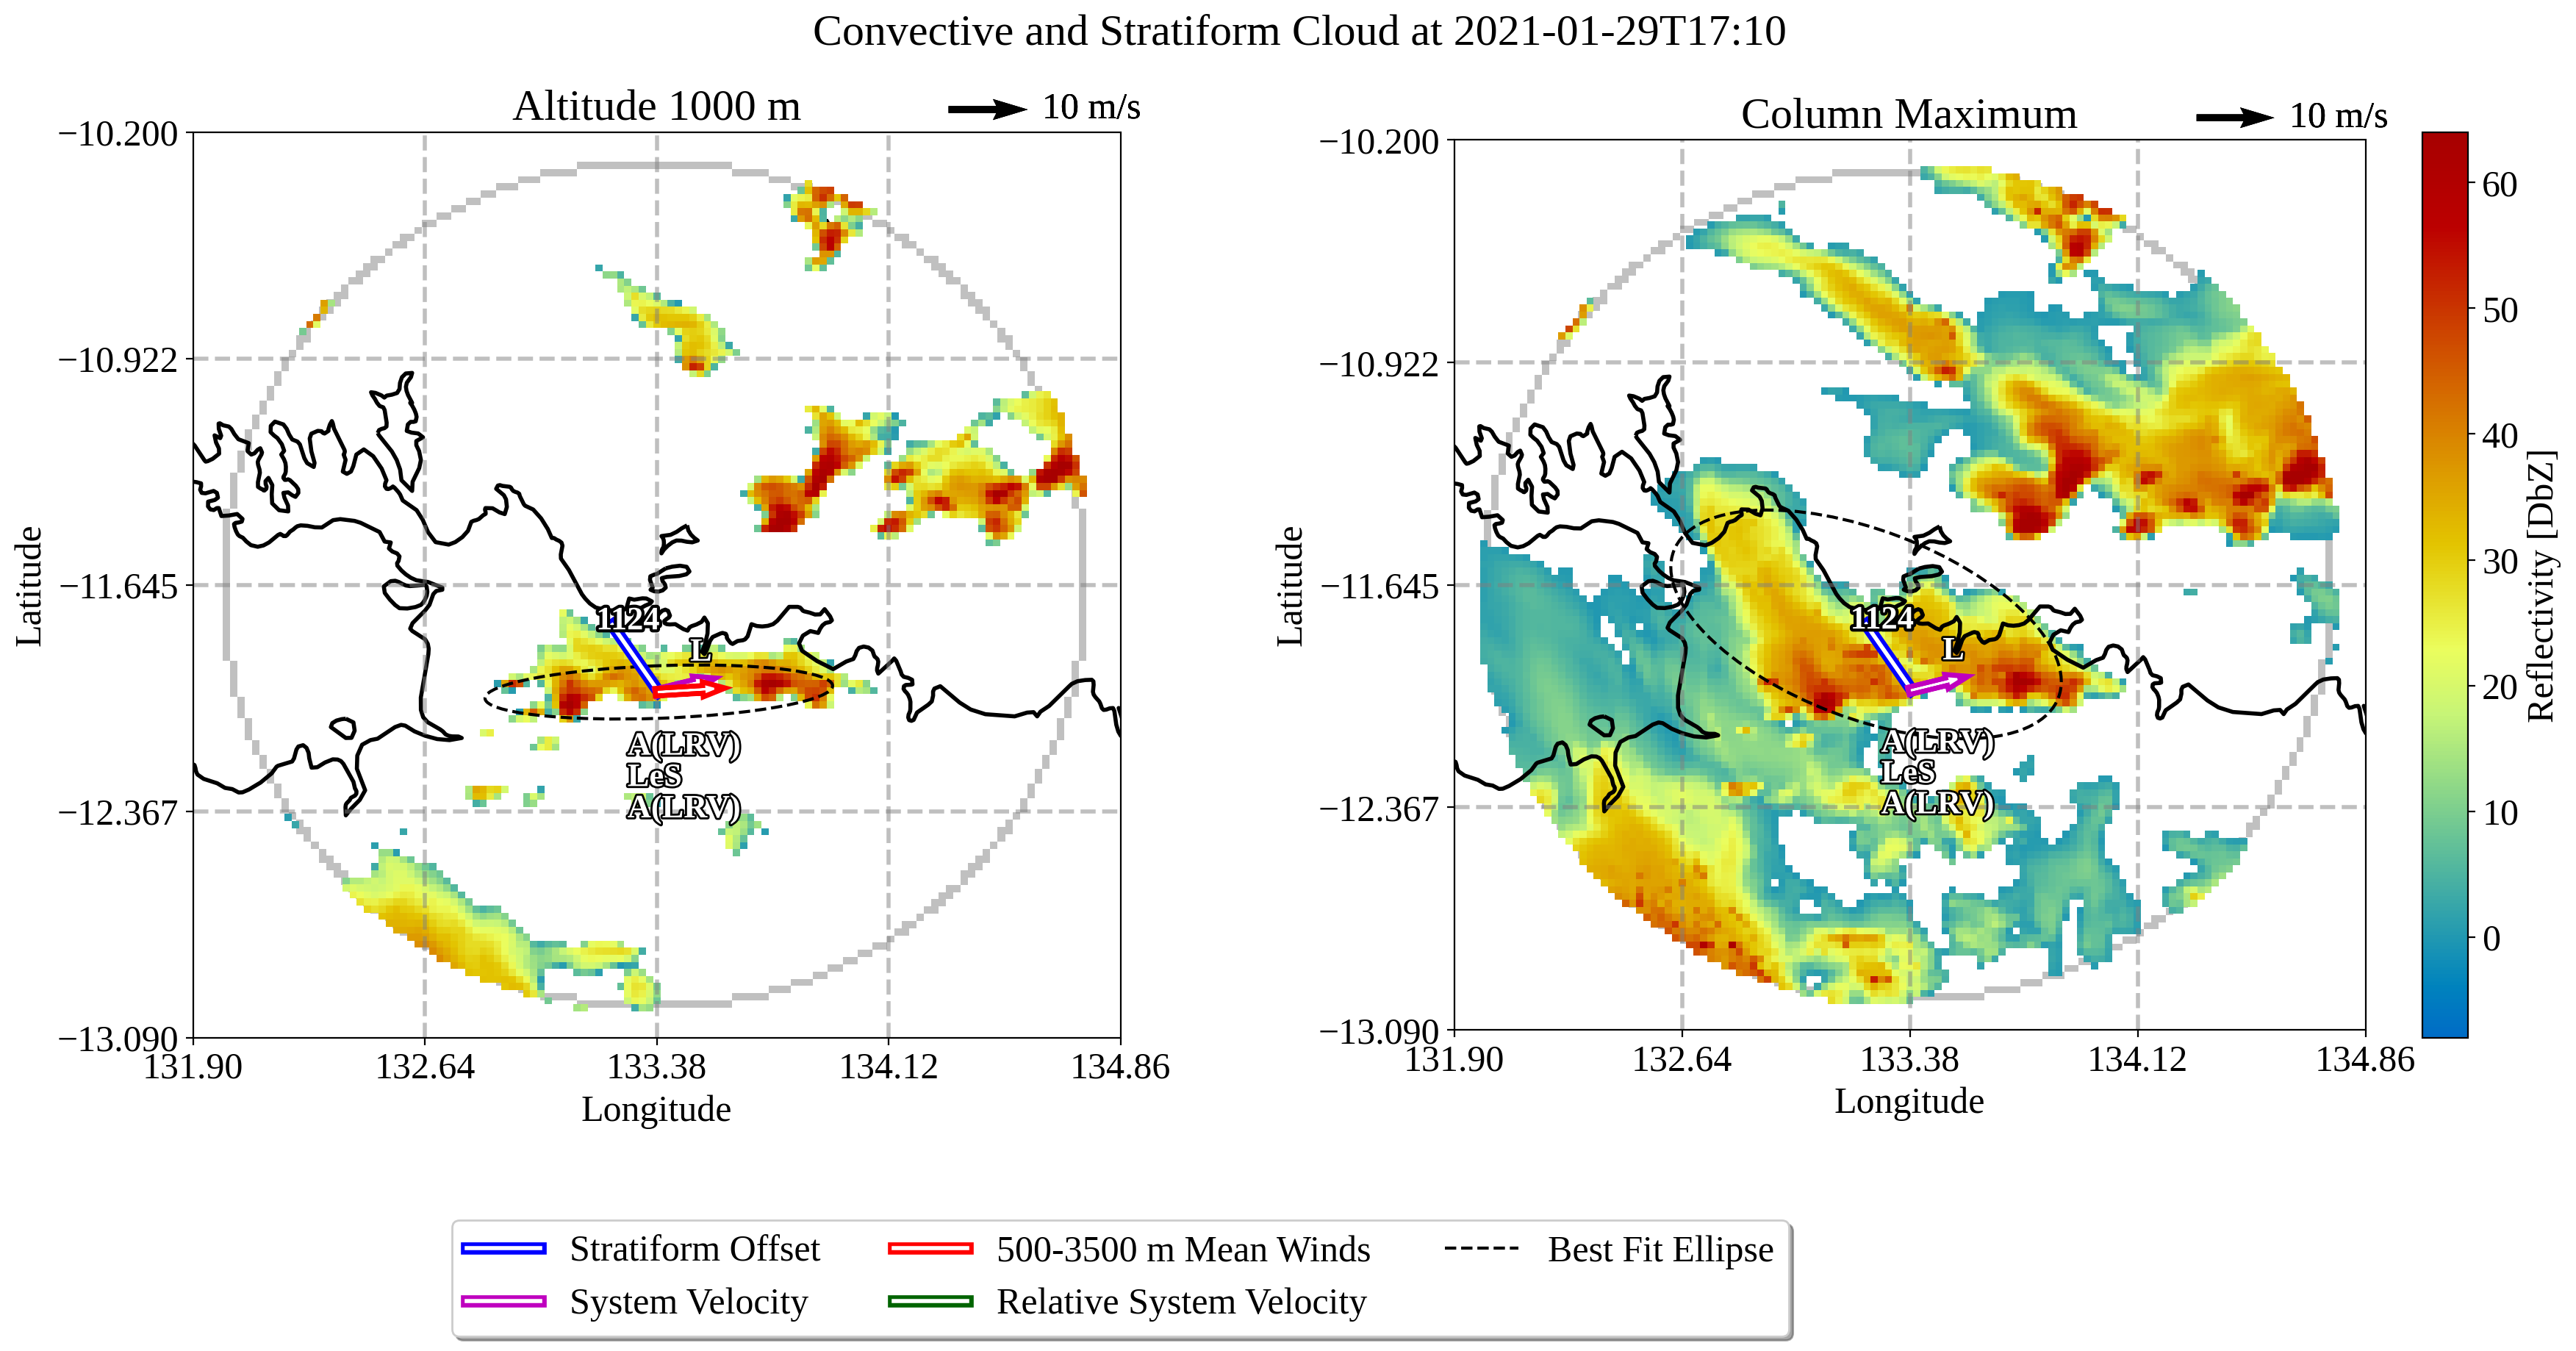 Convective and Stratiform Cloud at 2021-01-29T17:10
Altitude 1000 m
10 m/s
−10.200
−10.922
−11.645
−12.367
−13.090
131.90
132.64
133.38
134.12
134.86
Latitude
Longitude
1124
L
A(LRV)
LeS
A(LRV)
Column Maximum
10 m/s
−10.200
−10.922
−11.645
−12.367
−13.090
131.90
132.64
133.38
134.12
134.86
Latitude
Longitude
1124
L
A(LRV)
LeS
A(LRV)
60
50
40
30
20
10
0
Reflectivity [DbZ]
Stratiform Offset
System Velocity
500-3500 m Mean Winds
Relative System Velocity
Best Fit Ellipse